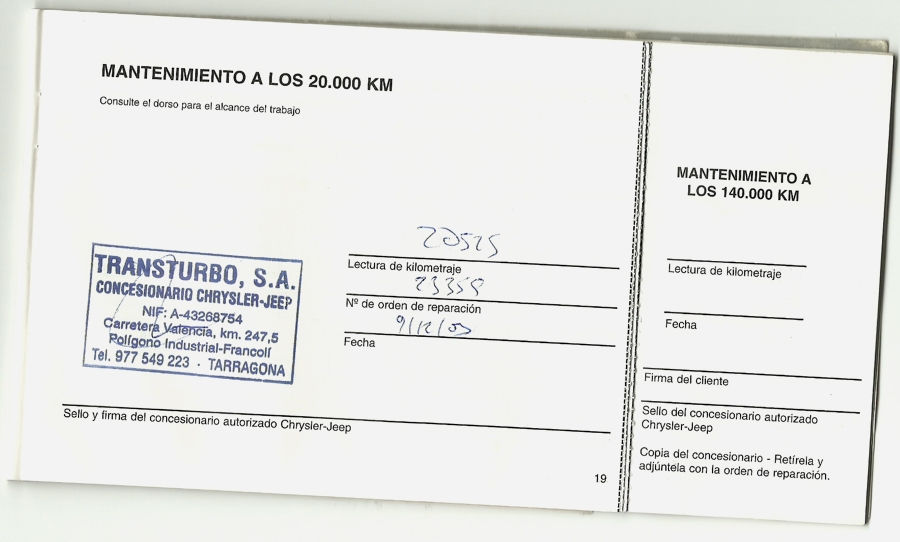 MANTENIMIENTO A LOS 20.000 KM
Consulte el dorso para el alcance del trabajo
TRANSTURBO, S.A.
CONCESIONARIO CHRYSLER-JEEP
NIF: A-43268754
Carretera Valencia, km. 247,5
Polígono Industrial-Francolí
Tel. 977 549 223 . TARRAGONA
20525
Lectura de kilometraje
Nº de orden de reparación
Fecha
Sello y firma del concesionario autorizado Chrysler-Jeep
19
MANTENIMIENTO A
LOS 140.000 KM
Lectura de kilometraje
Fecha
Firma del cliente
Sello del concesionario autorizado
Chrysler-Jeep
Copia del concesionario - Retírela y
adjúntela con la orden de reparación.